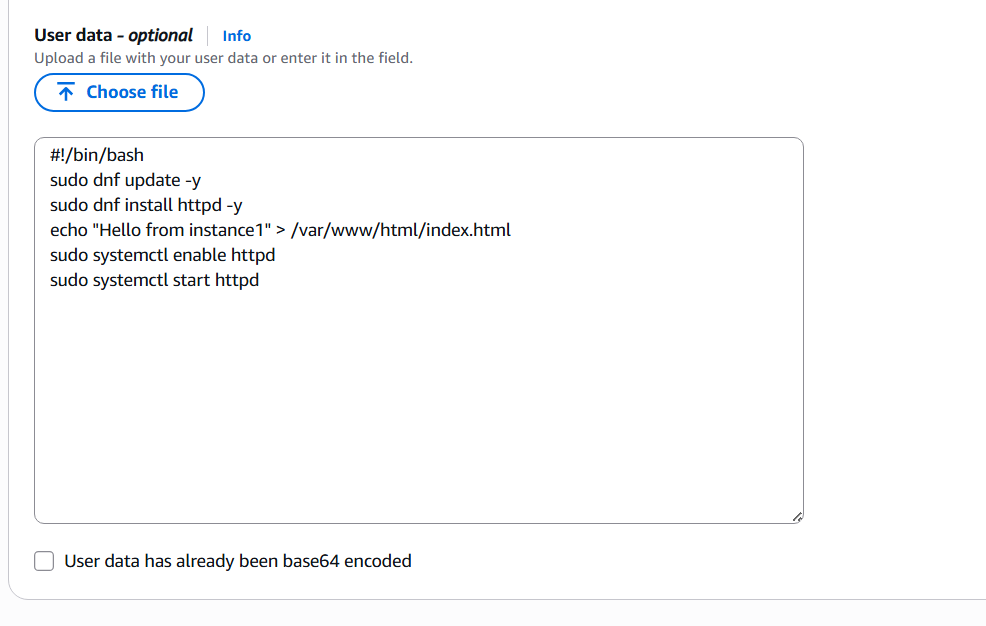 User data - optional Info
Upload a file with your user data or enter it in the field.
Choose file
#!/bin/bash
sudo dnf update -y
sudo dnf install httpd -y
echo "Hello from instance1" > /var/www/html/index.html
sudo systemctl enable httpd
sudo systemctl start httpd
User data has already been base64 encoded